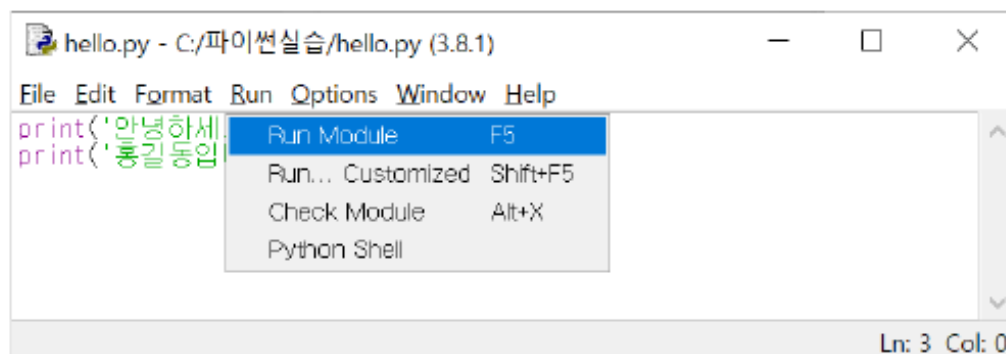 hello.py - C:/파이썬실습/hello.py (3.8.1)
File Edit Format Run Options Window Help
print('안녕하세
print('홍길동입
Run Module F5
Run... Customized Shift+F5
Check Module Alt+X
Python Shell
Ln: 3 Col: 0